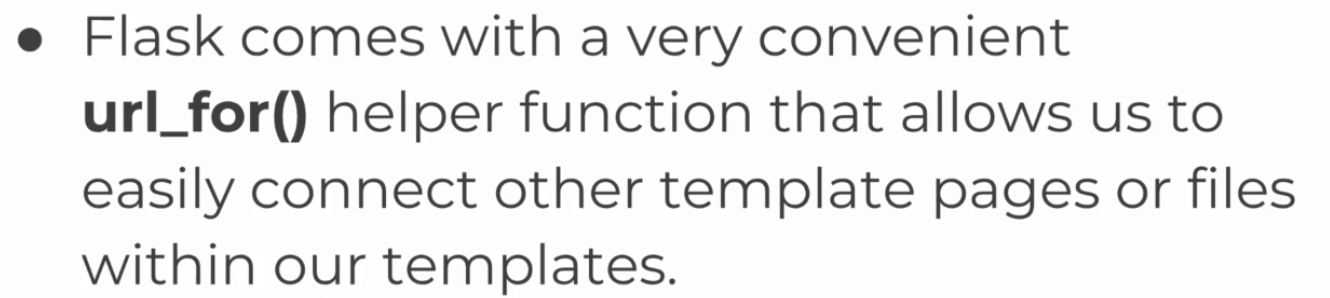 ● Flask comes with a very convenient
url_for() helper function that allows us to
easily connect other template pages or files
within our templates.